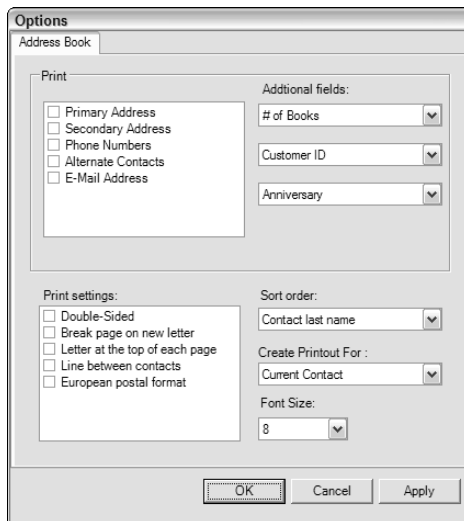 Options
Address Book
Print
Primary Address
Secondary Address
Phone Numbers
Alternate Contacts
E-Mail Address
Addtional fields:
# of Books
Customer ID
Anniversary
Print settings:
Double-Sided
Break page on new letter
Letter at the top of each page
Line between contacts
European postal format
Sort order:
Contact last name
Create Printout For :
Current Contact
Font Size:
8
OK
Cancel
Apply